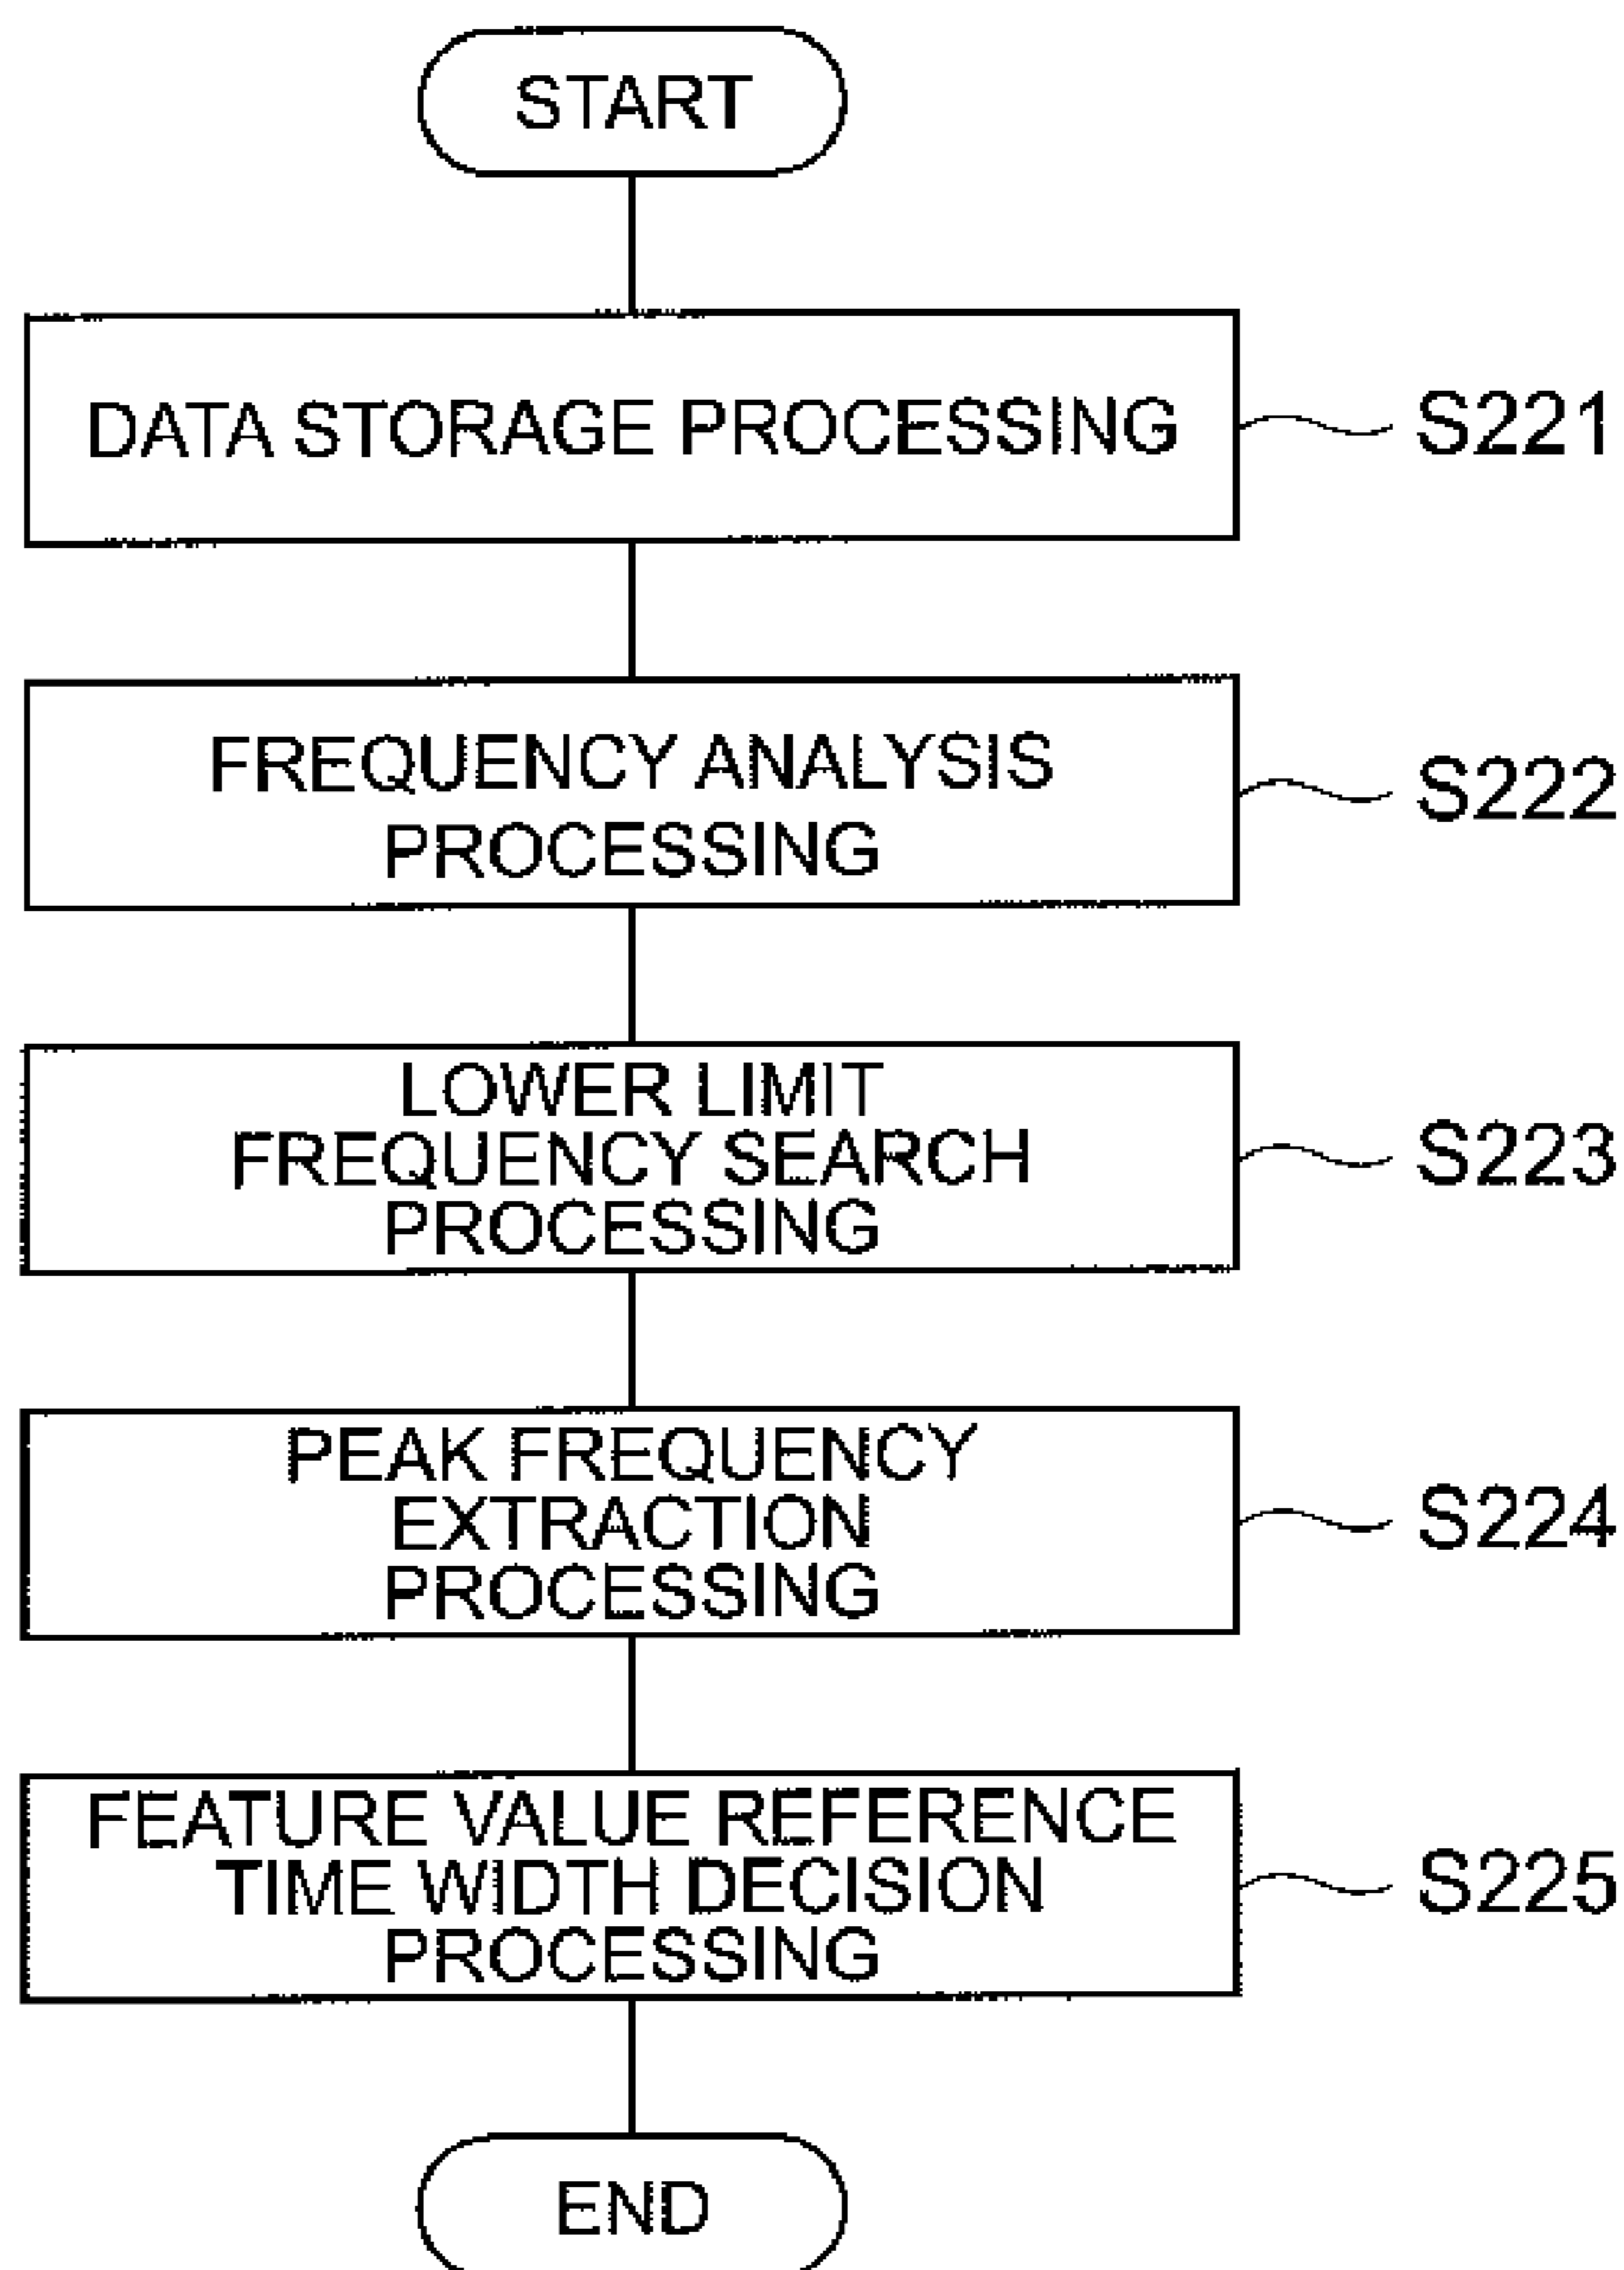 START
DATA STORAGE PROCESSING
S221
FREQUENCY ANALYSIS
PROCESSING
S222
LOWER LIMIT
FREQUENCY SEARCH
PROCESSING
S223
PEAK FREQUENCY
EXTRACTION
PROCESSING
S224
FEATURE VALUE REFERENCE
TIME WIDTH DECISION
PROCESSING
S225
END